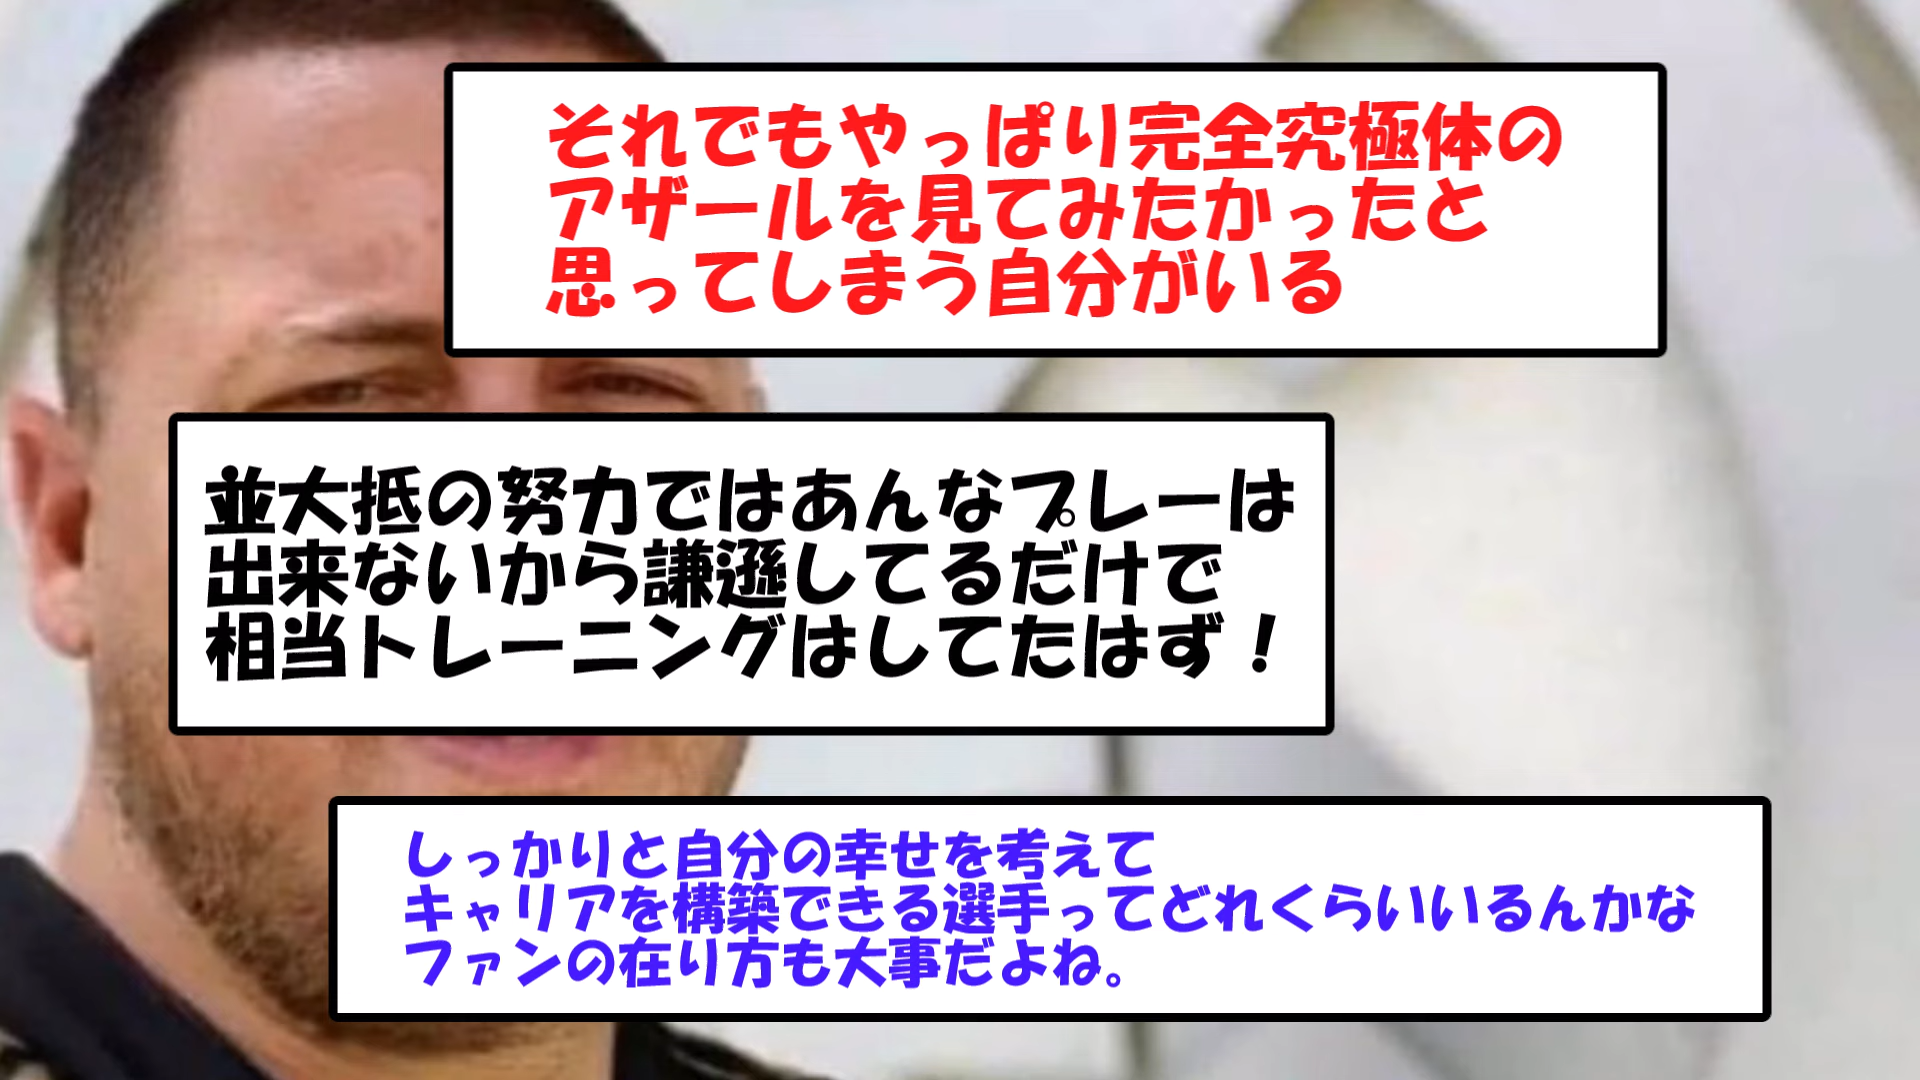 それでもやっぱり完全究極体の
アザールを見てみたかったと
思ってしまう自分がいる
並大抵の努力ではあんなプレーは
出来ないから謙遜してるだけで
相当トレーニングはしてたはず！
しっかりと自分の幸せを考えて
キャリアを構築できる選手ってどれくらいいるんかな
ファンの在り方も大事だよね。